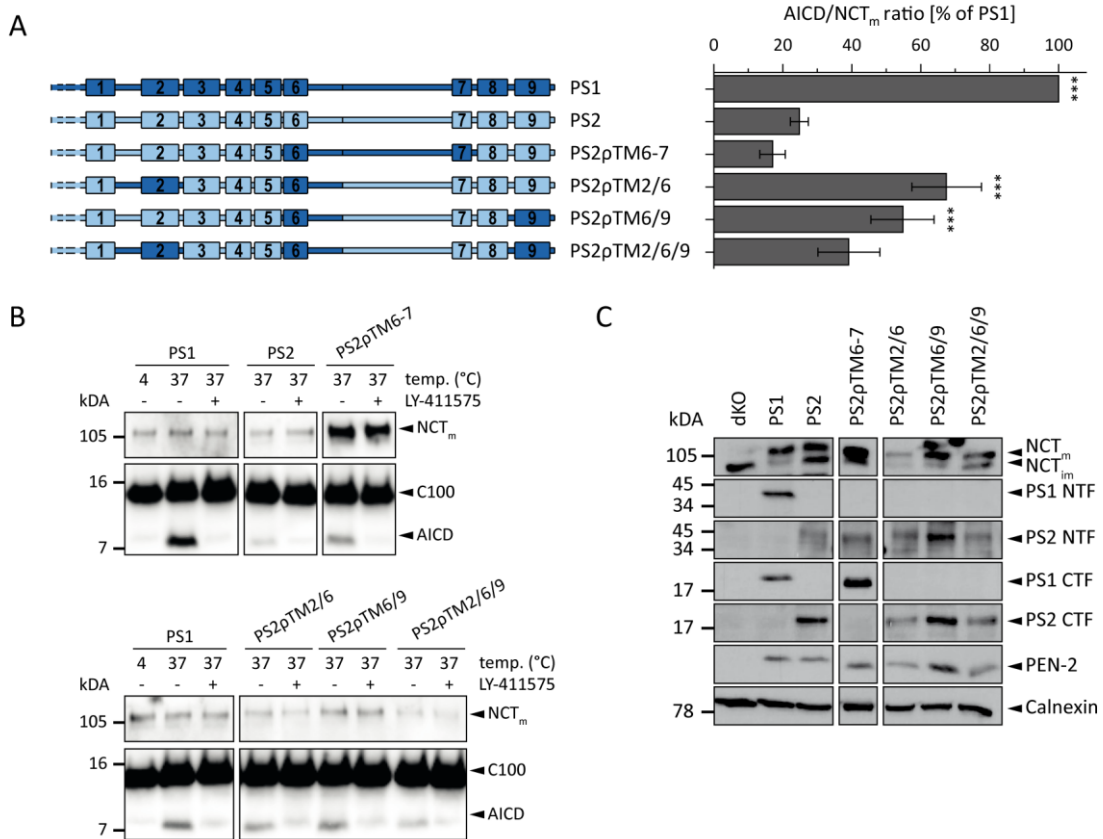 A
AICD/NCTm ratio [% of PS1]
0 20 40 60 80 100
1 2 3 4 5 6 7 8 9 PS1 ***
1 2 3 4 5 6 7 8 9 PS2
1 2 3 4 5 6 7 8 9 PS2ρTM6-7
1 2 3 4 5 6 7 8 9 PS2ρTM2/6 ***
1 2 3 4 5 6 7 8 9 PS2ρTM6/9 ***
1 2 3 4 5 6 7 8 9 PS2ρTM2/6/9
B
PS1 PS2 PS2ρTM6-7
4 37 37 37 37 37 37 temp. (°C)
kDa - - + - + - + LY-411575
105 NCTm
16 C100
7 AICD
PS1 PS2ρTM2/6 PS2ρTM6/9 PS2ρTM2/6/9
4 37 37 37 37 37 37 37 37 temp. (°C)
kDa - - + - + - + - + LY-411575
105 NCTm
16 C100
7 AICD
C
kDa dKO PS1 PS2 PS2ρTM6-7 PS2ρTM2/6 PS2ρTM6/9 PS2ρTM2/6/9
105 NCTm
NCTim
45
34 PS1 NTF
45
34 PS2 NTF
17 PS1 CTF
17 PS2 CTF
PEN-2
78 Calnexin